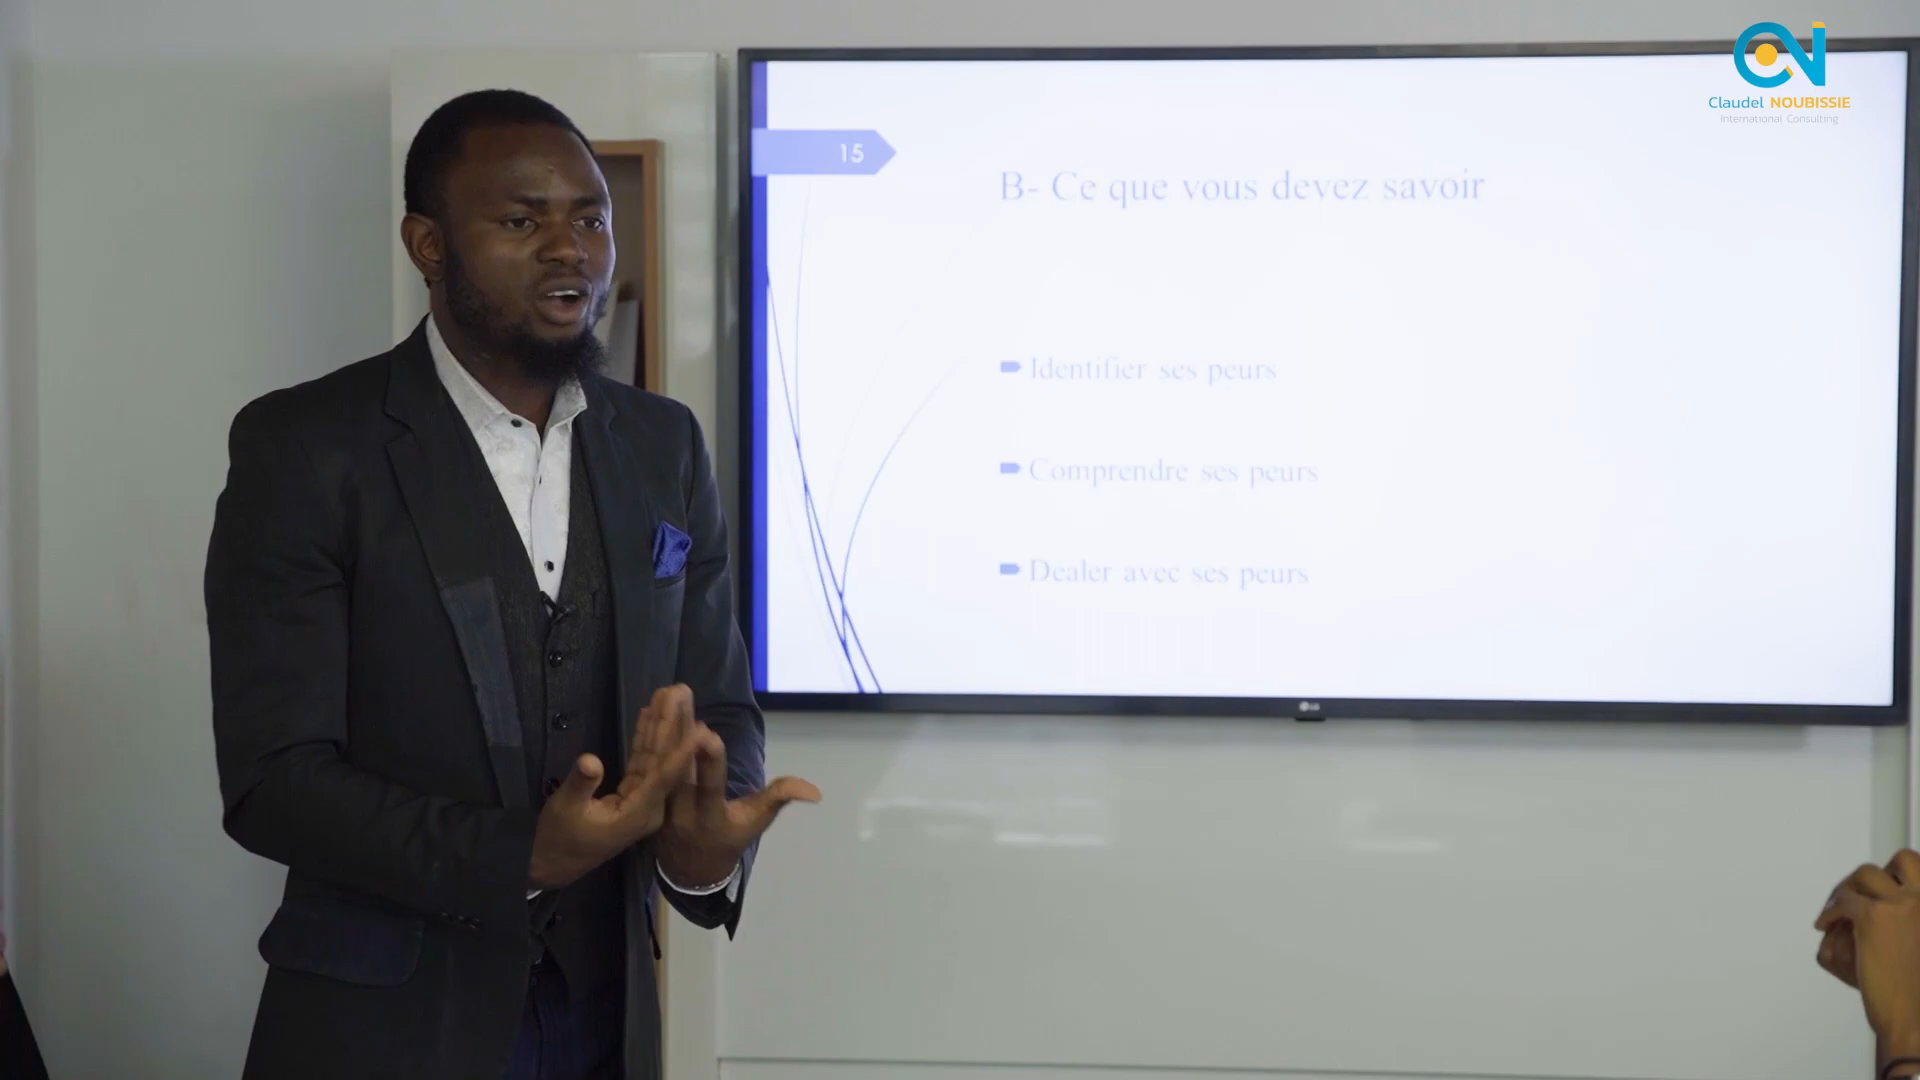 Claudel NOUBISSIE
International Consulting
15
B- Ce que vous devez savoir
Identifier ses peurs
Comprendre ses peurs
Dealer avec ses peurs
LG